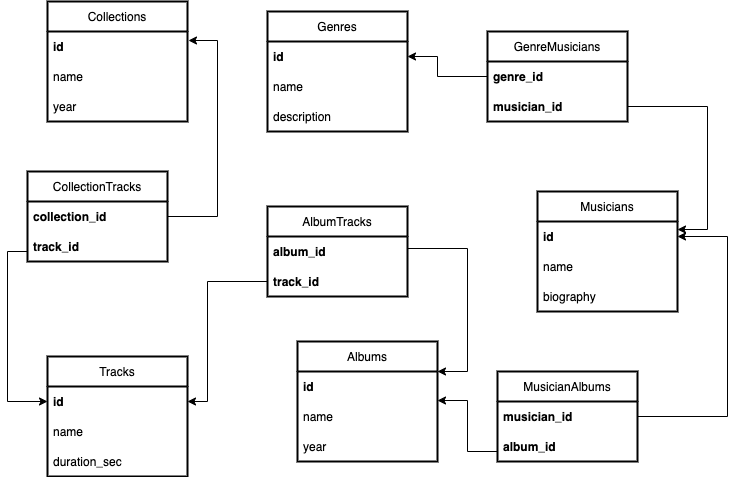 Collections
id
name
year
Genres
id
name
description
GenreMusicians
genre_id
musician_id
CollectionTracks
collection_id
track_id
AlbumTracks
album_id
track_id
Musicians
id
name
biography
Tracks
id
name
duration_sec
Albums
id
name
year
MusicianAlbums
musician_id
album_id